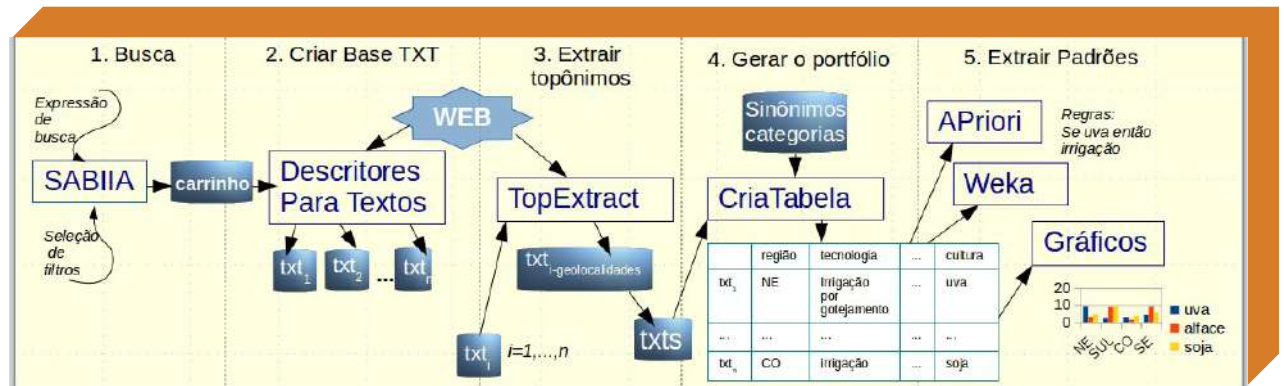 1. Busca
Expressão
de
busca
SABIIA
Seleção
de
filtros
carrinho
2. Criar Base TXT
WEB
Descritores
Para Textos
txt1
txt2
...
txtn
3. Extrair
topônimos
TopExtract
txti-geolocalidades
txti
i=1,...,n
txts
4. Gerar o portfólio
Sinônimos
categorias
CriaTabela
região tecnologia ... cultura
txt1 NE Irrigação por gotejamento ... uva
... ... ... ... ...
txtn CO irrigação ... soja
5. Extrair Padrões
APriori
Regras:
Se uva então
irrigação
Weka
Gráficos
20
10
0
NE SUL CO SE
uva
alface
soja